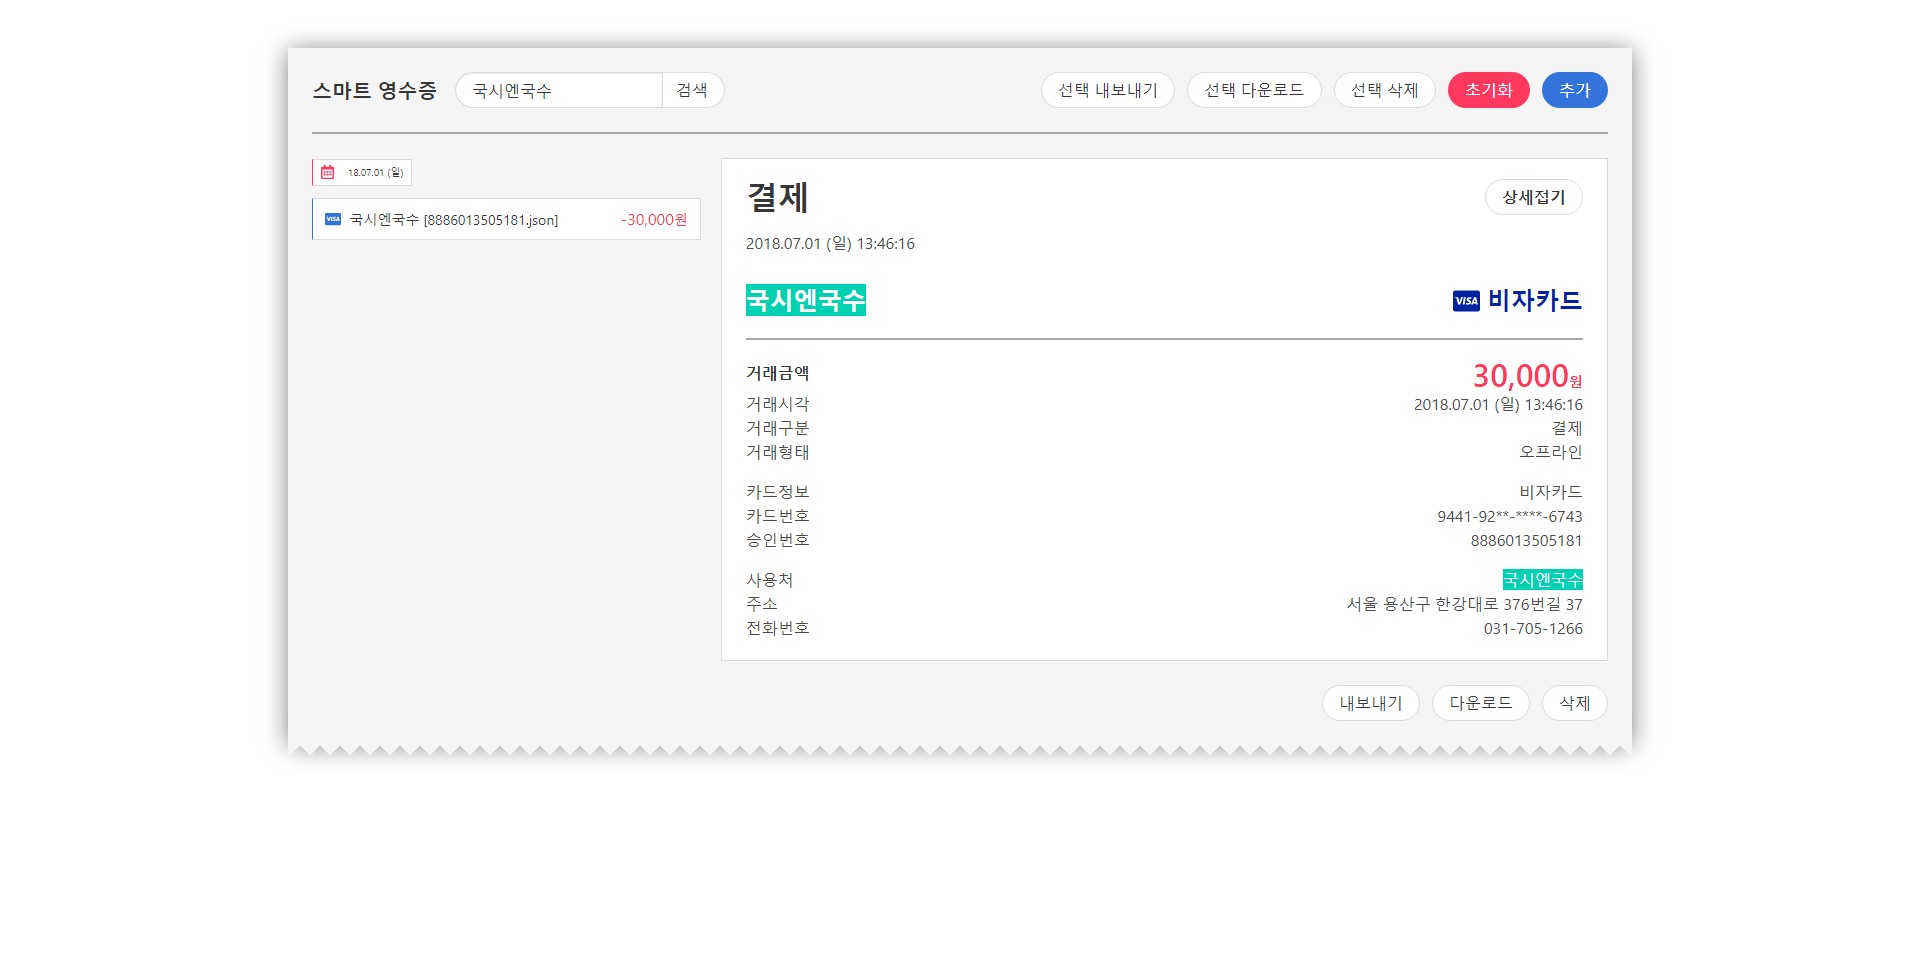 스마트 영수증 국시엔국수 검색 선택 내보내기 선택 다운로드 선택 삭제 초기화 추가
18.07.01 (일)
VISA 국시엔국수 [8886013505181.json] -30,000원
결제 상세접기
2018.07.01 (일) 13:46:16
국시엔국수 VISA 비자카드
거래금액 30,000원
거래시각 2018.07.01 (일) 13:46:16
거래구분 결제
거래형태 오프라인
카드정보 비자카드
카드번호 9441-92**-****-6743
승인번호 8886013505181
사용처 국시엔국수
주소 서울 용산구 한강대로 376번길 37
전화번호 031-705-1266
내보내기 다운로드 삭제